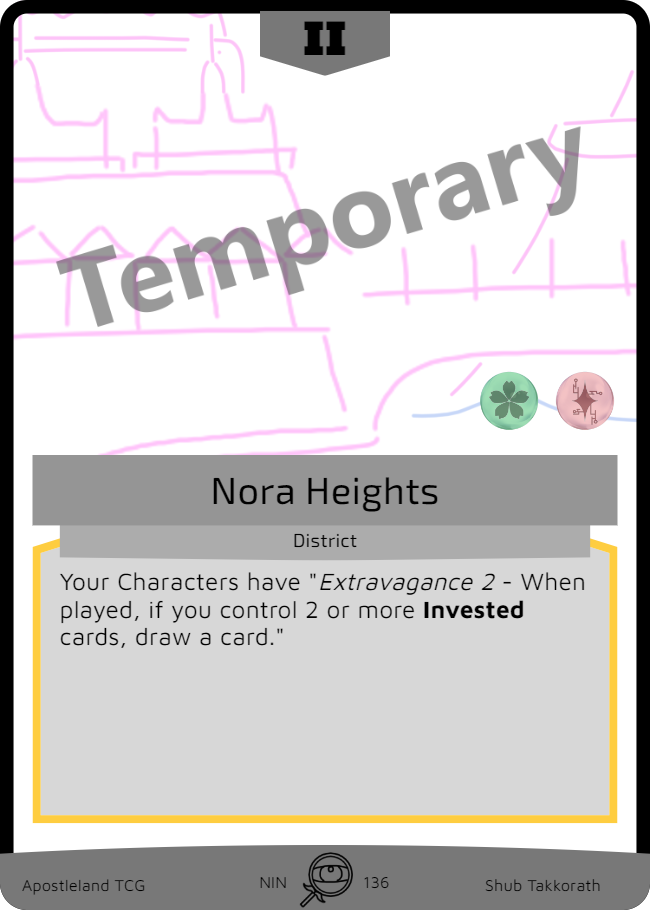 II
Temporary
Nora Heights
District
Your Characters have "Extravagance 2 - When
played, if you control 2 or more Invested
cards, draw a card."
Apostleland TCG
NIN 136
Shub Takkorath